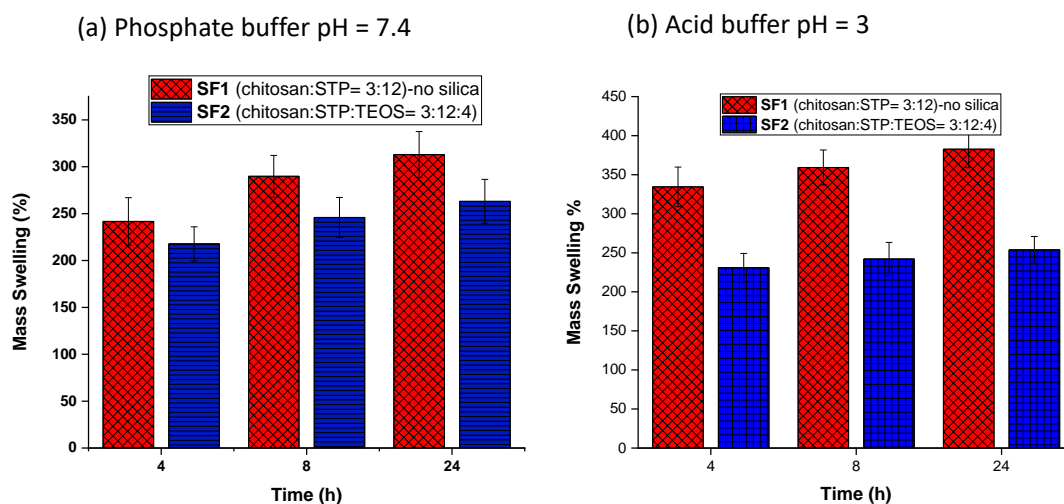 (a) Phosphate buffer pH = 7.4
SF1 (chitosan:STP= 3:12)-no silica
SF2 (chitosan:STP:TEOS= 3:12:4)
Mass Swelling (%)
350
300
250
200
150
100
50
0
4
8
24
Time (h)
(b) Acid buffer pH = 3
SF1 (chitosan:STP= 3:12)-no silica
SF2 (chitosan:STP:TEOS= 3:12:4)
Mass Swelling %
450
400
350
300
250
200
150
100
50
0
4
8
24
Time (h)